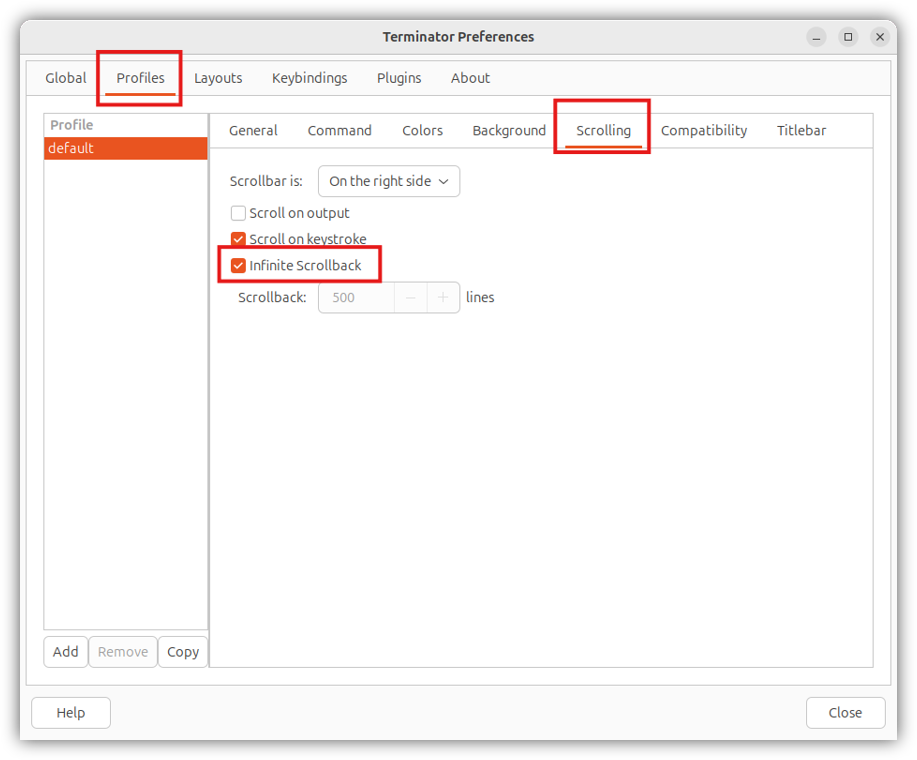 Terminator Preferences
Global Profiles Layouts Keybindings Plugins About
Profile
default
General Command Colors Background Scrolling Compatibility Titlebar
Scrollbar is: On the right side
Scroll on output
Scroll on keystroke
Infinite Scrollback
Scrollback: 500 lines
Add Remove Copy
Help Close